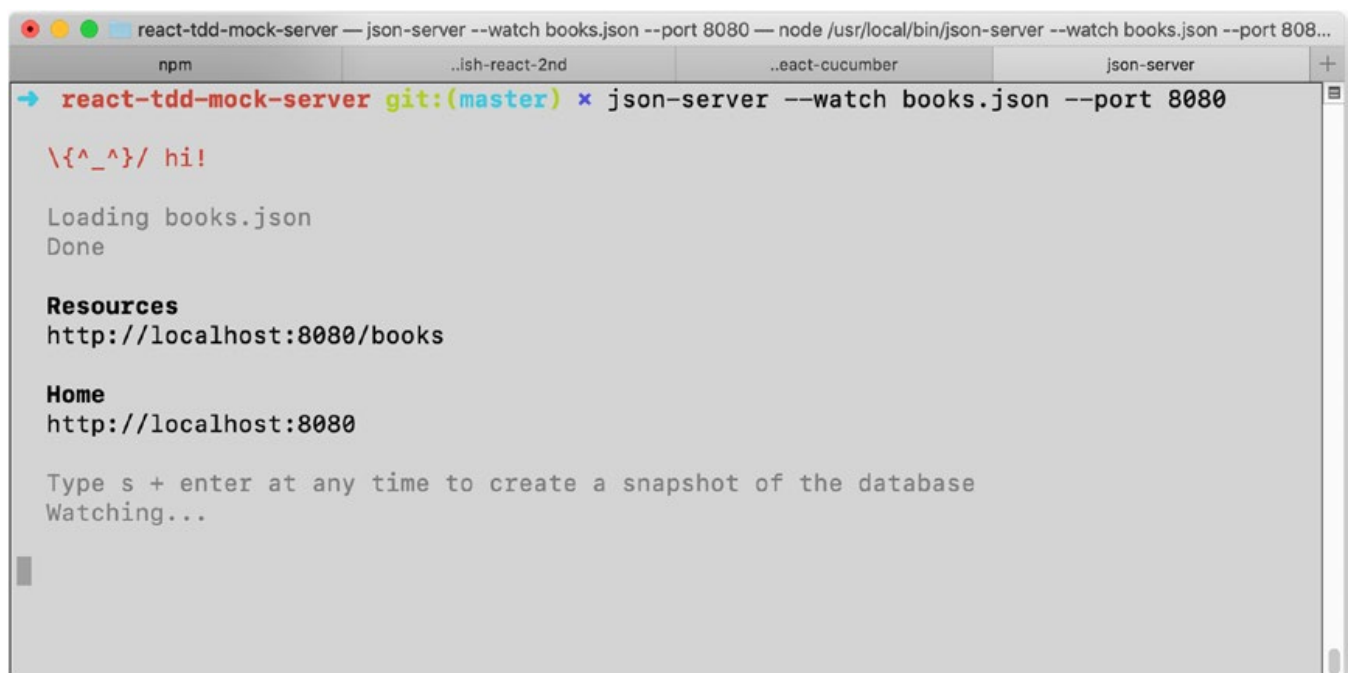 react-tdd-mock-server — json-server --watch books.json --port 8080 — node /usr/local/bin/json-server --watch books.json --port 808...
npm ..ish-react-2nd ..eact-cucumber json-server +
➜ react-tdd-mock-server git:(master) × json-server --watch books.json --port 8080
\{^_^}/ hi!
Loading books.json
Done
Resources
http://localhost:8080/books
Home
http://localhost:8080
Type s + enter at any time to create a snapshot of the database
Watching...